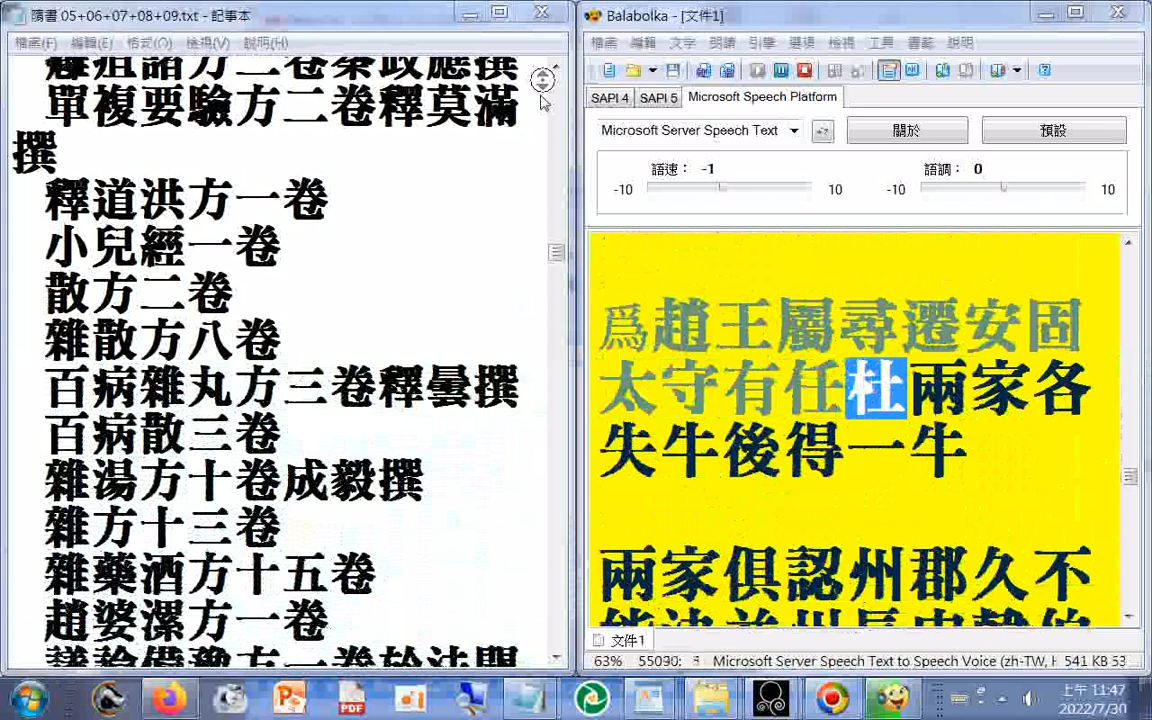 隋書 05+06+07+08+09.txt - 記事本
檔案(F) 編輯(E) 格式(O) 檢視(V) 說明(H)
單複要驗方二卷釋莫滿
撰
釋道洪方一卷
小兒經一卷
散方二卷
雜散方八卷
百病雜丸方三卷釋曇撰
百病散三卷
雜湯方十卷成毅撰
雜方十三卷
雜藥酒方十五卷
趙婆潔方一卷
Balabolka - [文件1]
檔案 編輯 文字 朗讀 引擎 選項 檢視 工具 書籤 說明
SAPI 4 SAPI 5 Microsoft Speech Platform
Microsoft Server Speech Text 關於 預設
語速： -1 語調： 0
-10 10 -10 10
爲趙王屬尋遷安固
太守有任杜兩家各
失牛後得一牛
兩家俱認州郡久不
文件1
63% 55090: Microsoft Server Speech Text to Speech Voice (zh-TW, H 541 KB 53
PDF
上午 11:47
2022/7/30